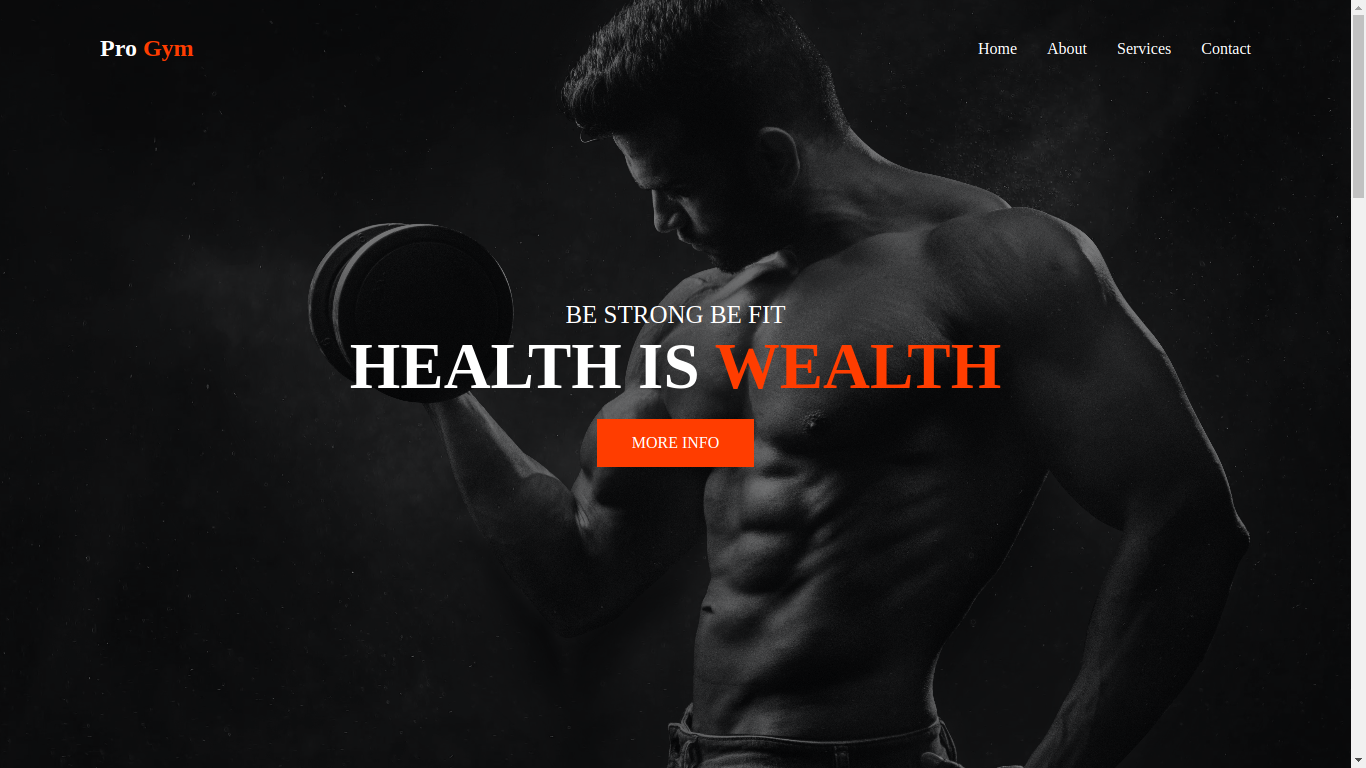 Pro Gym
Home About Services Contact
BE STRONG BE FIT
HEALTH IS WEALTH
MORE INFO